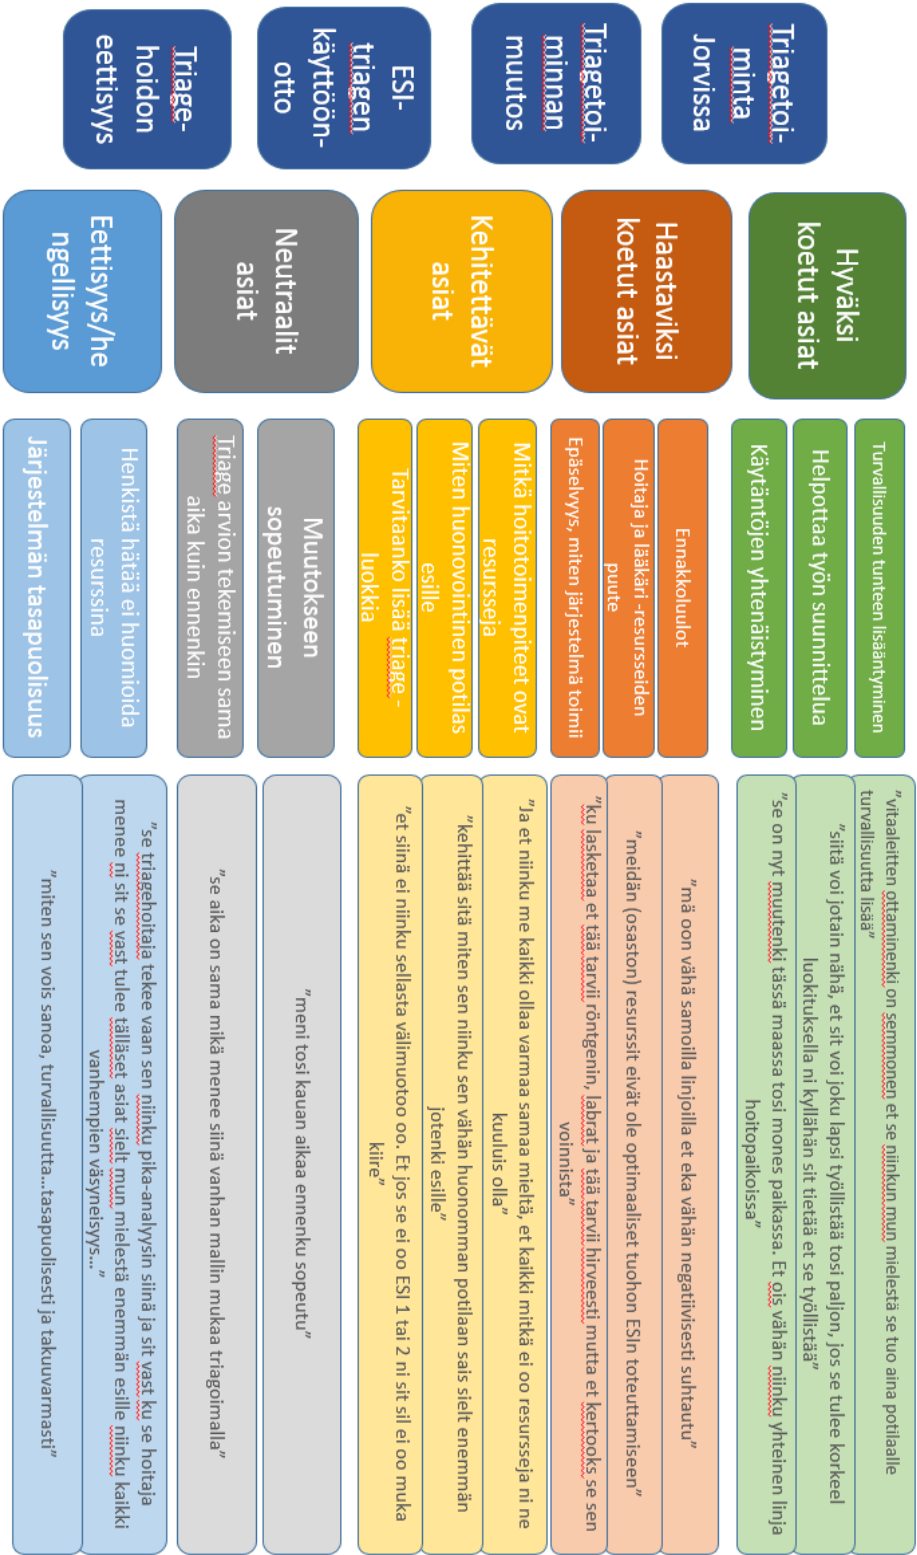 Triagetoi-
minta
Jorvissa
Triagetoi-
minnan
muutos
ESI-
triagen
käyttöön-
otto
Triage-
hoidon
eettisyys
Hyväksi
koetut asiat
Haastaviksi
koetut asiat
Kehitettävät
asiat
Neutraalit
asiat
Eettisyys/he
ngellisyys
Turvallisuuden tunteen lisääntyminen
Helpottaa työn suunnittelua
Käytäntöjen yhtenäistyminen
Ennakkoluulot
Hoitaja ja lääkäri -resursseiden
puute
Epäselvyys, miten järjestelmä toimii
Mitkä hoitotoimenpiteet ovat
resursseja
Miten huonovointinen potilas
esille
Tarvitaanko lisää triage -
luokkia
Muutokseen
sopeutuminen
Triage arvion tekemiseen sama
aika kuin ennenkin
Henkistä hätää ei huomioida
resurssina
Järjestelmän tasapuolisuus
”vitaaleitten ottaminenki on semmonen et se niinkun mun mielestä se tuo aina potilaalle
turvallisuutta lisää”
”siitä voi jotain nähä, et sit voi joku lapsi työllistää tosi paljon, jos se tulee korkeel
luokituksella ni kyllähän sit tietää et se työllistää”
”se on nyt muutenki tässä maassa tosi mones paikassa. Et ois vähän niinku yhteinen linja
hoitopaikoissa”
”mä oon vähä samoilla linjoilla et eka vähän negatiivisesti suhtautu”
”meidän (osaston) resurssit eivät ole optimaaliset tuohon ESIn toteuttamiseen”
”ku lasketaa et tää tarvii röntgenin, labrat ja tää tarvii hirveesti mutta et kertooks se sen
voinnista”
”Ja et niinku me kaikki ollaa varmaa samaa mieltä, et kaikki mitkä ei oo resursseja ni ne
kuuluis olla”
”kehittää sitä miten sen niinku sen vähän huonomman potilaan sais sielt enemmän
jotenki esille”
”et siinä ei niinku sellasta välimuotoo oo. Et jos se ei oo ESI 1 tai 2 ni sit sil ei oo muka
kiire”
”meni tosi kauan aikaa ennenku sopeutu”
”se aika on sama mikä menee siinä vanhan mallin mukaa triagoimalla”
”se triagehoitaja tekee vaan sen niinku pika-analyysin siinä ja sit vast ku se hoitaja
menee ni sit se vast tulee tälläset asiat sielt mun mielestä enemmän esille niinku kaikki
vanhempien väsyneisyys…”
”miten sen vois sanoa, turvallisuutta…tasapuolisesti ja takuuvarmasti”